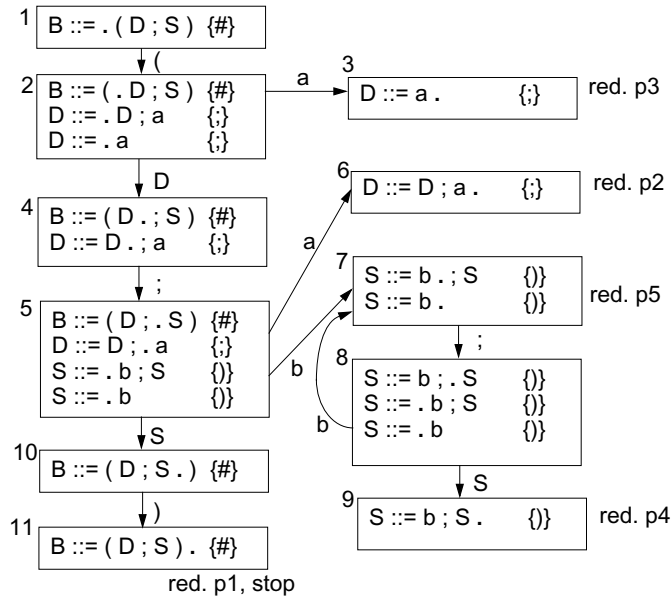 1
B ::= . ( D ; S ) {#}
(
2
B ::= ( . D ; S ) {#}
D ::= . D ; a {;}
D ::= . a {;}
a
3
D ::= a . {;}
red. p3
D
4
B ::= ( D . ; S ) {#}
D ::= D . ; a {;}
;
a
6
D ::= D ; a . {;}
red. p2
5
B ::= ( D ; . S ) {#}
D ::= D ; . a {;}
S ::= . b ; S {)}
S ::= . b {)}
b
7
S ::= b . ; S {)}
S ::= b . {)}
red. p5
;
8
S ::= b ; . S {)}
S ::= . b ; S {)}
S ::= . b {)}
b
S
9
S ::= b ; S . {)}
red. p4
S
10
B ::= ( D ; S . ) {#}
)
11
B ::= ( D ; S ) . {#}
red. p1, stop